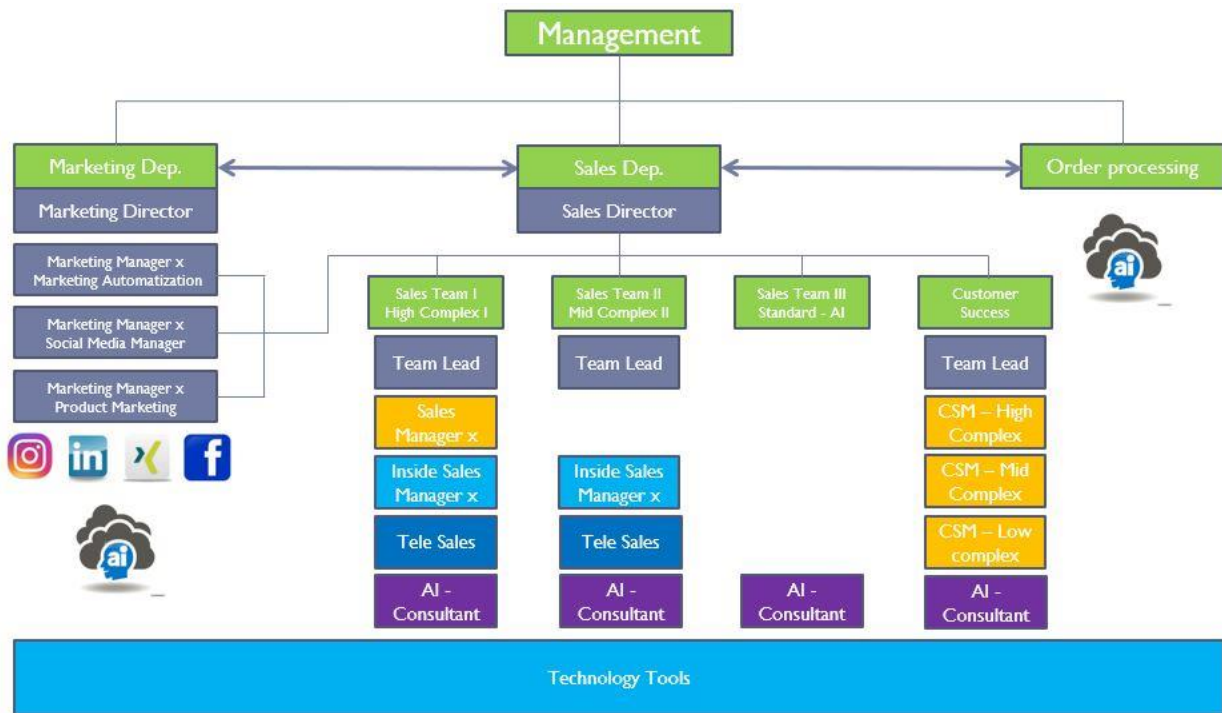 Management
Marketing Dep.
Sales Dep.
Order processing
Marketing Director
Sales Director
Marketing Manager x
Marketing Automatization
Marketing Manager x
Social Media Manager
Marketing Manager x
Product Marketing
in
f
ai
ai
Sales Team I
High Complex I
Team Lead
Sales
Manager x
Inside Sales
Manager x
Tele Sales
AI -
Consultant
Sales Team II
Mid Complex II
Team Lead
Inside Sales
Manager x
Tele Sales
AI -
Consultant
Sales Team III
Standard - AI
AI -
Consultant
Customer
Success
Team Lead
CSM – High
Complex
CSM – Mid
Complex
CSM – Low
complex
AI -
Consultant
Technology Tools